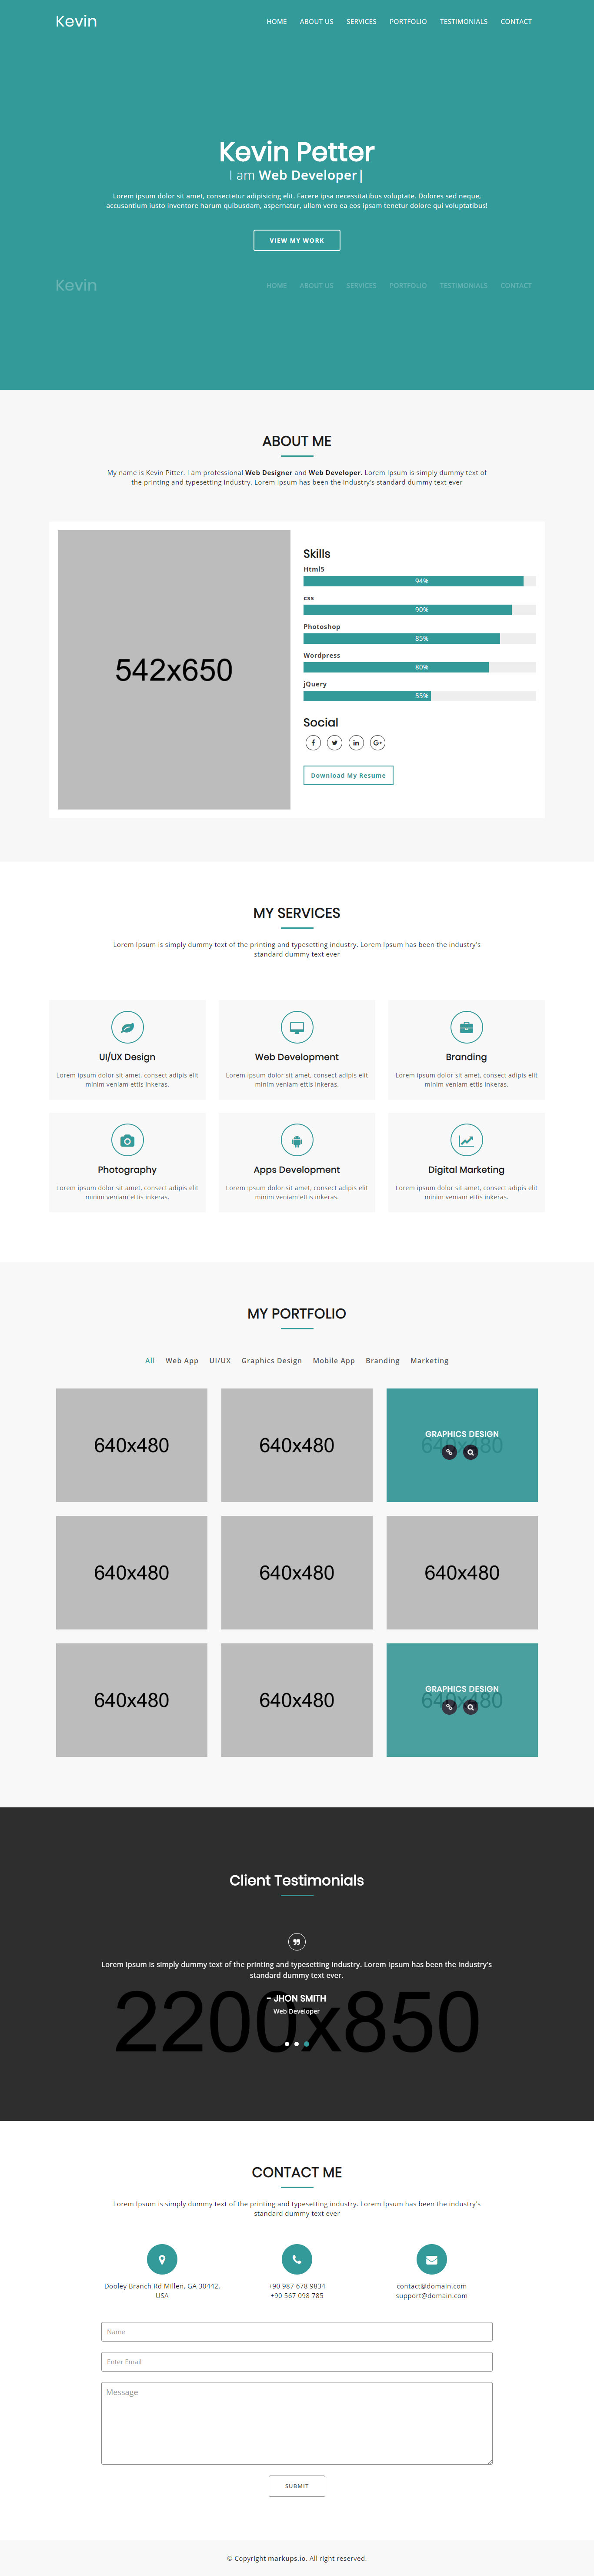 Kevin
HOME ABOUT US SERVICES PORTFOLIO TESTIMONIALS CONTACT
Kevin Petter
I am Web Developer|
Lorem ipsum dolor sit amet, consectetur adipisicing elit. Facere ipsa necessitatibus voluptate. Dolores sed neque,
accusantium iusto inventore harum quibusdam, aspernatur, ullam vero ea eos ipsam tenetur dolore qui voluptatibus!
VIEW MY WORK
Kevin
HOME ABOUT US SERVICES PORTFOLIO TESTIMONIALS CONTACT
ABOUT ME
My name is Kevin Pitter. I am professional Web Designer and Web Developer. Lorem Ipsum is simply dummy text of
the printing and typesetting industry. Lorem Ipsum has been the industry's standard dummy text ever
542x650
Skills
Html5
94%
css
90%
Photoshop
85%
Wordpress
80%
jQuery
55%
Social
f in G+
Download My Resume
MY SERVICES
Lorem Ipsum is simply dummy text of the printing and typesetting industry. Lorem Ipsum has been the industry's
standard dummy text ever
UI/UX Design
Lorem ipsum dolor sit amet, consect adipis elit
minim veniam ettis inkeras.
Web Development
Lorem ipsum dolor sit amet, consect adipis elit
minim veniam ettis inkeras.
Branding
Lorem ipsum dolor sit amet, consect adipis elit
minim veniam ettis inkeras.
Photography
Lorem ipsum dolor sit amet, consect adipis elit
minim veniam ettis inkeras.
Apps Development
Lorem ipsum dolor sit amet, consect adipis elit
minim veniam ettis inkeras.
Digital Marketing
Lorem ipsum dolor sit amet, consect adipis elit
minim veniam ettis inkeras.
MY PORTFOLIO
All Web App UI/UX Graphics Design Mobile App Branding Marketing
640x480
640x480
GRAPHICS DESIGN
640x480
640x480
640x480
640x480
640x480
640x480
GRAPHICS DESIGN
640x480
Client Testimonials
Lorem Ipsum is simply dummy text of the printing and typesetting industry. Lorem Ipsum has been the industry's
standard dummy text ever.
- JHON SMITH
Web Developer
2200x850
CONTACT ME
Lorem Ipsum is simply dummy text of the printing and typesetting industry. Lorem Ipsum has been the industry's
standard dummy text ever
Dooley Branch Rd Millen, GA 30442,
USA
+90 987 678 9834
+90 567 098 785
contact@domain.com
support@domain.com
Name
Enter Email
Message
SUBMIT
© Copyright markups.io. All right reserved.